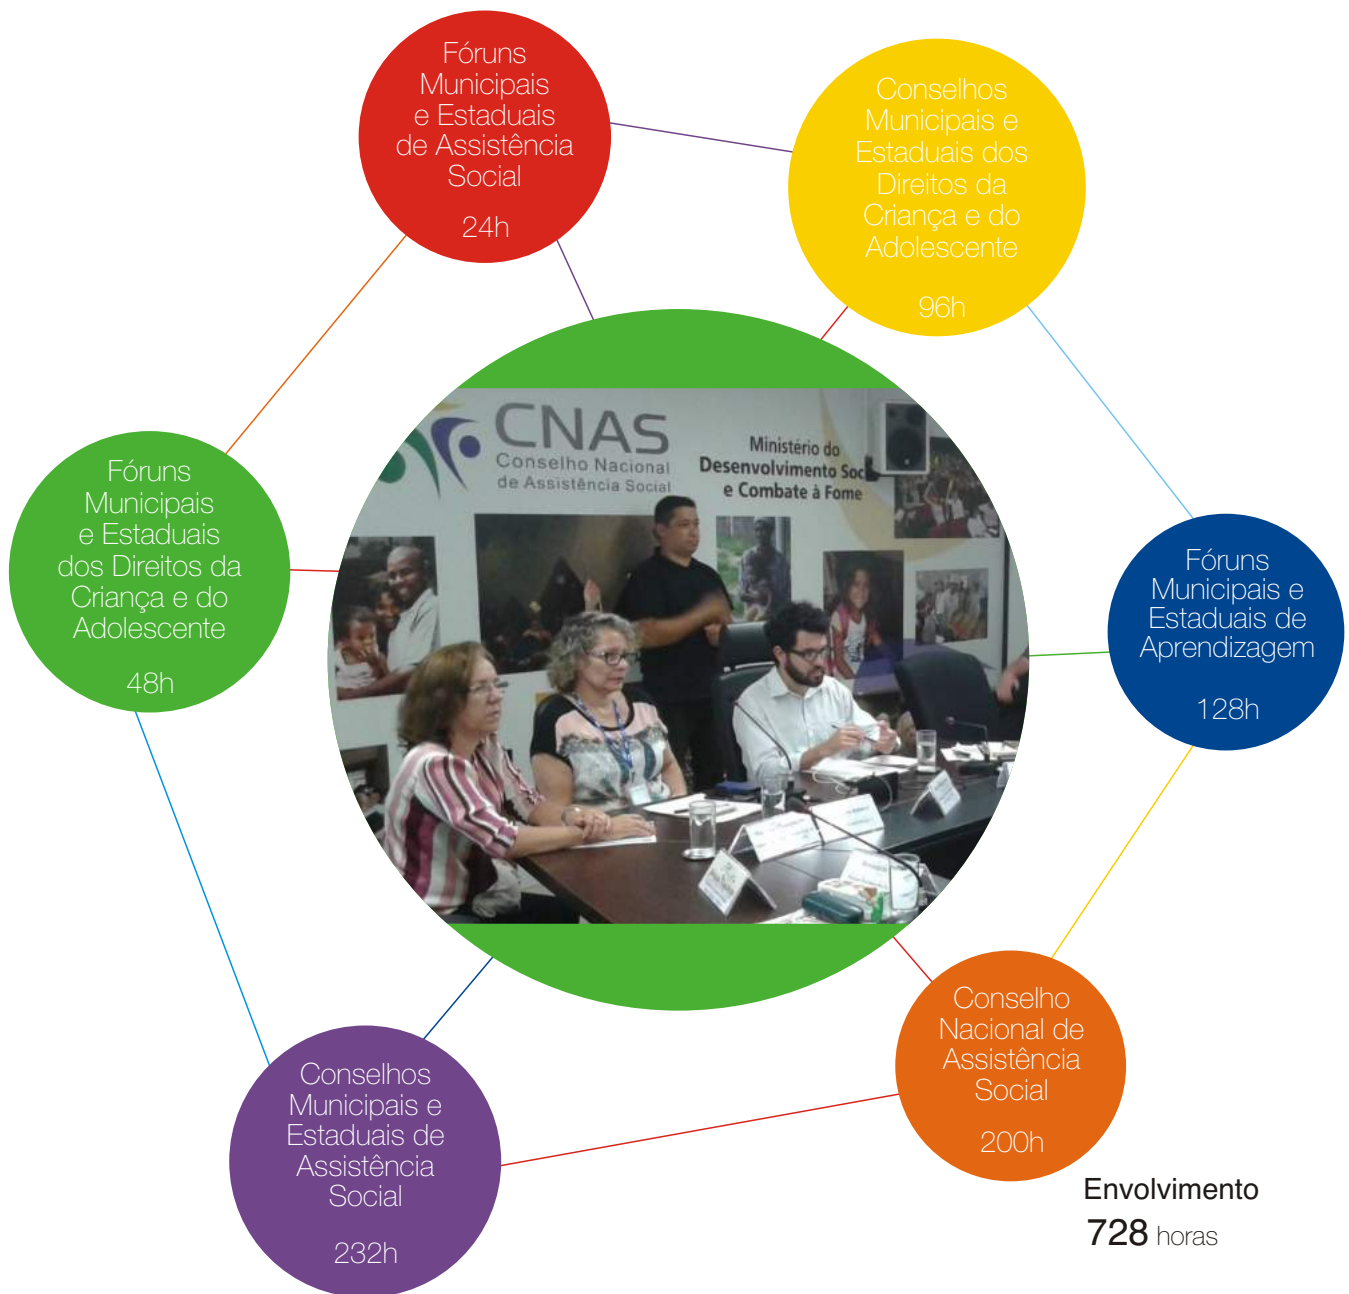 Fóruns
Municipais
e Estaduais
de Assistência
Social
24h
Conselhos
Municipais e
Estaduais dos
Direitos da
Criança e do
Adolescente
96h
CNAS
Conselho Nacional
de Assistência Social
Ministério do
Desenvolvimento Soc
e Combate à Fome
Fóruns
Municipais
e Estaduais
dos Direitos da
Criança e do
Adolescente
48h
Fóruns
Municipais e
Estaduais de
Aprendizagem
128h
Conselhos
Municipais e
Estaduais de
Assistência
Social
232h
Conselho
Nacional de
Assistência
Social
200h
Envolvimento
728 horas